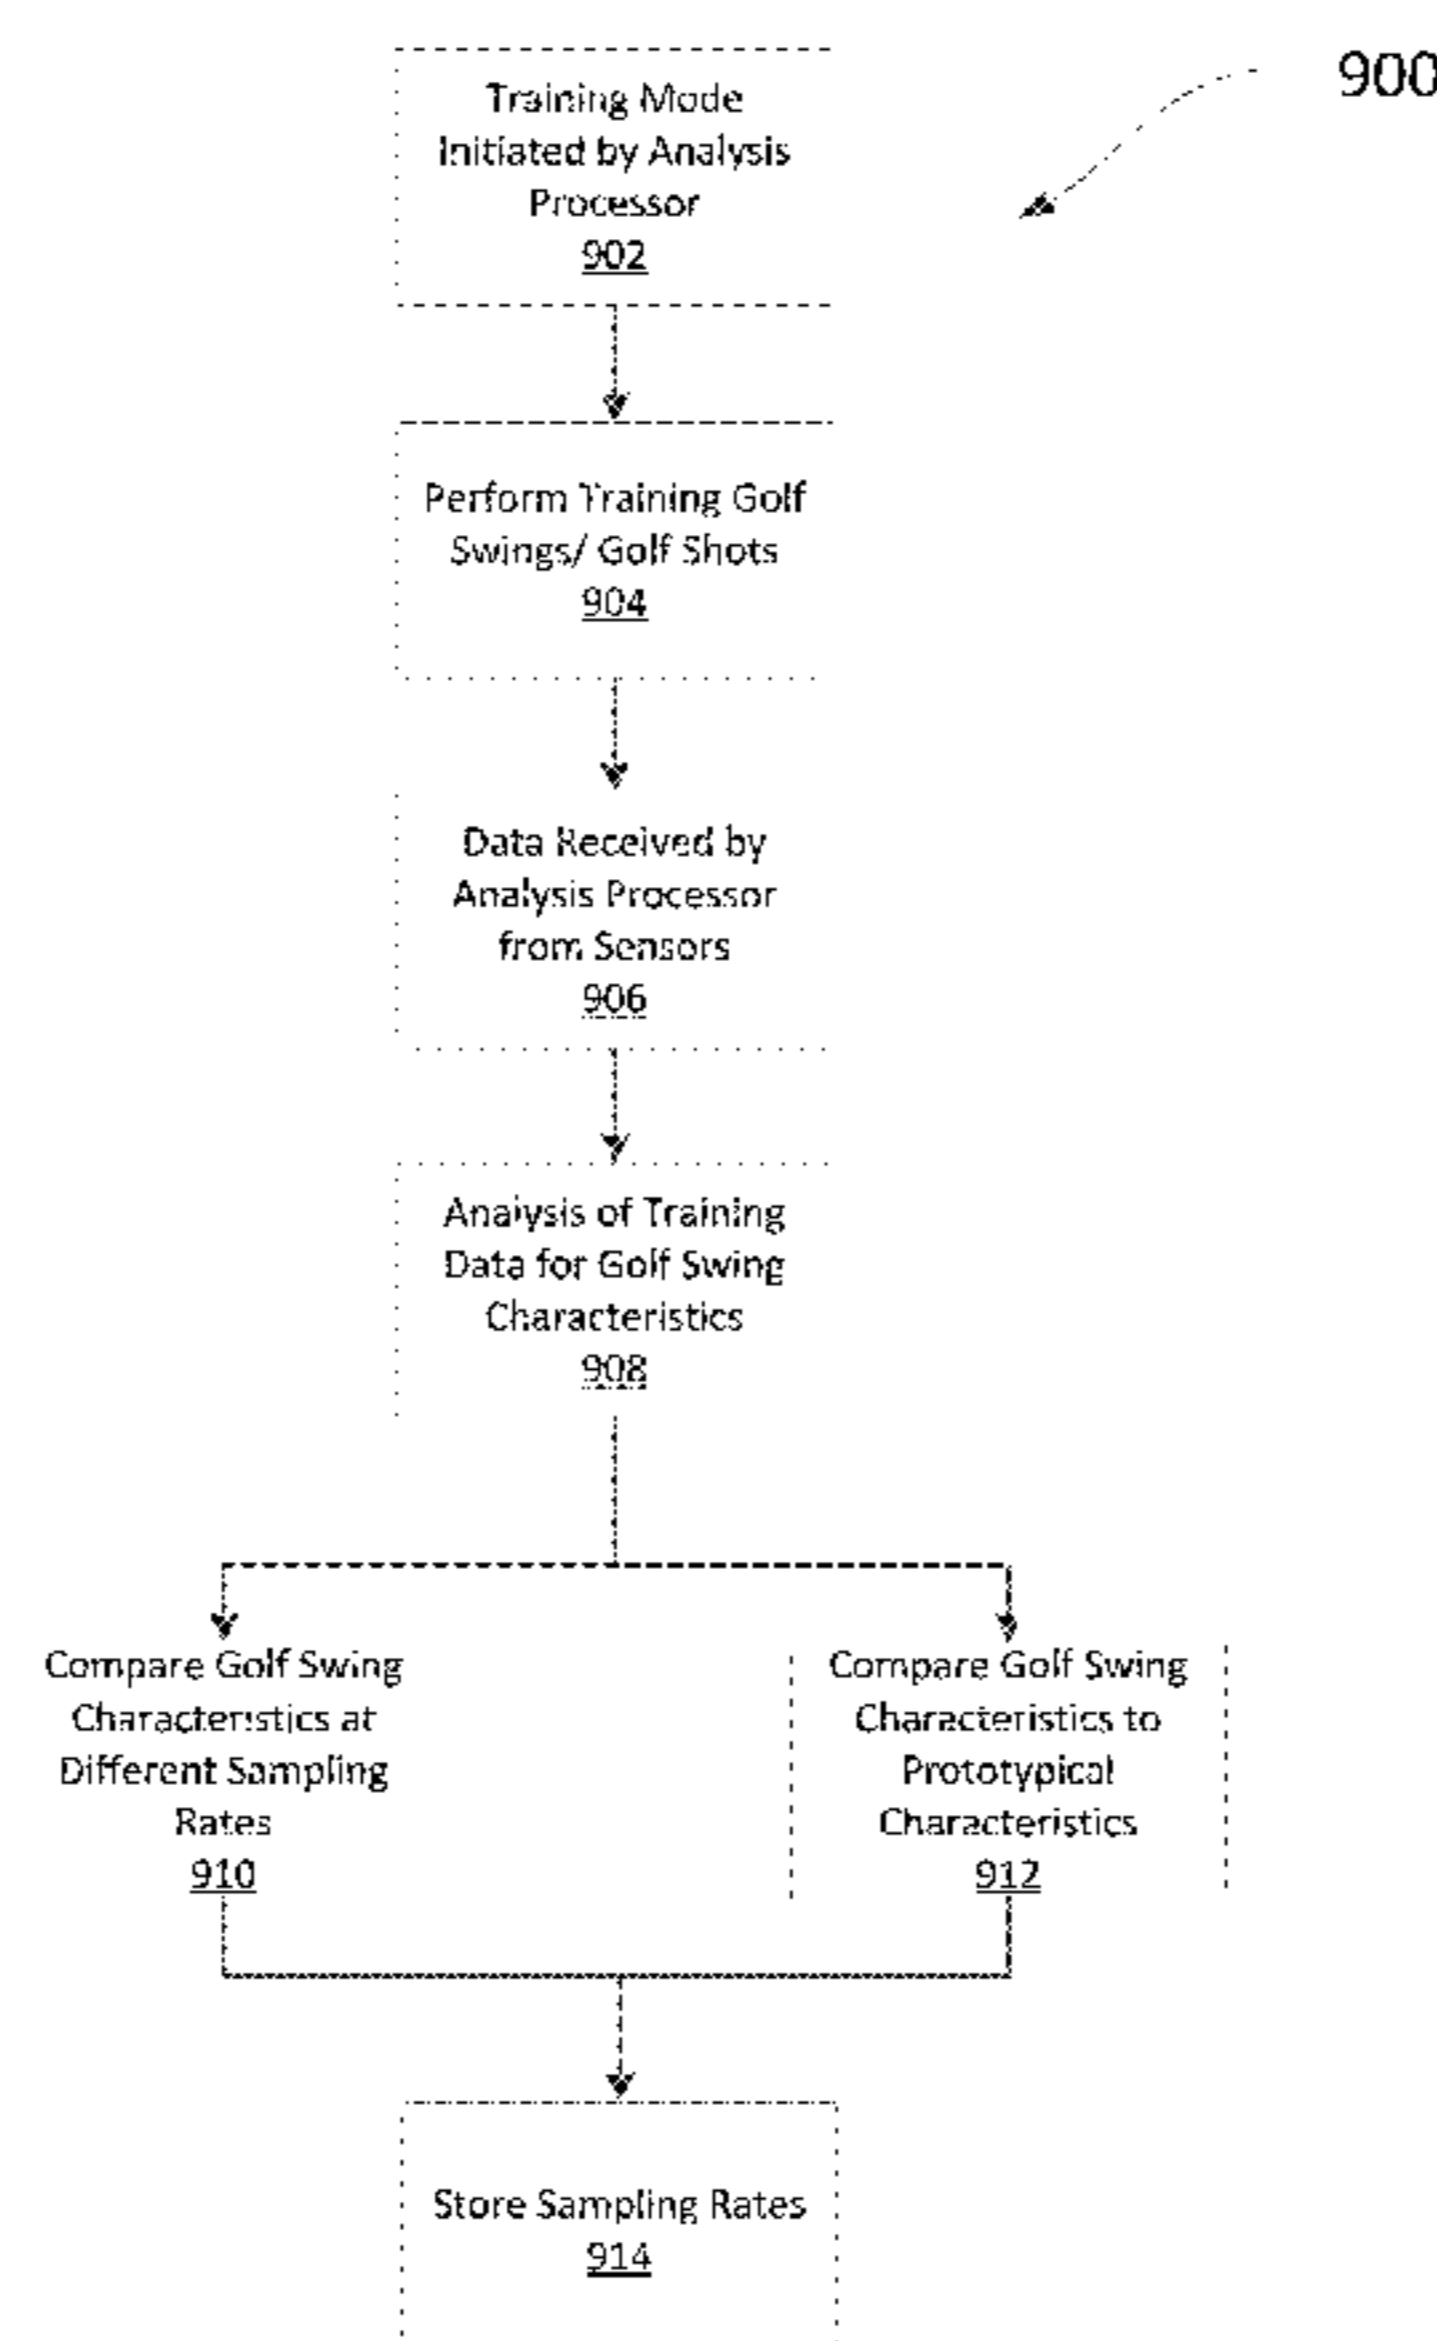 900
Training Mode
Initiated by Analysis
Processor
902
Perform Training Golf
Swings/ Golf Shots
904
Data Received by
Analysis Processor
from Sensors
906
Analysis of Training
Data for Golf Swing
Characteristics
908
Compare Golf Swing
Characteristics at
Different Sampling
Rates
910
Compare Golf Swing
Characteristics to
Prototypical
Characteristics
912
Store Sampling Rates
914